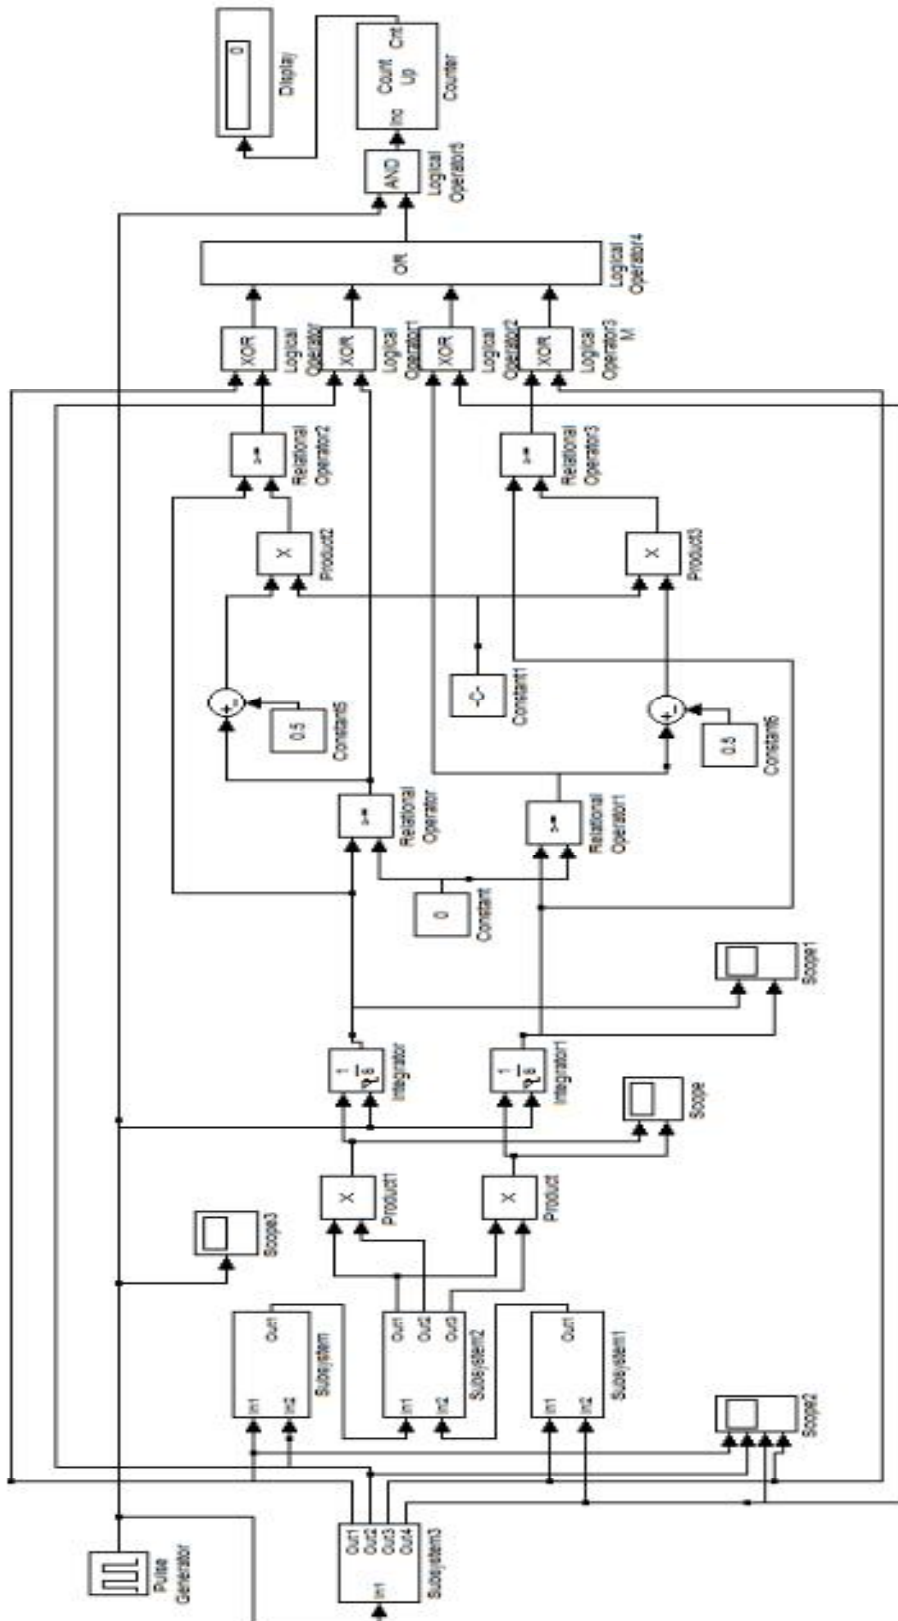 Pulse
Generator
In1
Out1
Out2
Out3
Out4
Subsystem3
Scope3
In1
In2
Out1
Subsystem
In1
In2
Out1
Out2
Out3
Subsystem2
In1
In2
Out1
Subsystem1
Scope2
X
Product1
X
Product
Scope
1
s
Integrator
1
s
Integrator1
Scope1
0
Constant
>=
Relational
Operator
>=
Relational
Operator1
+
-
0.5
Constant5
-C-
Constant1
+
-
0.5
Constant6
X
Product2
X
Product3
>=
Relational
Operator2
>=
Relational
Operator3
XOR
Logical
Operator
XOR
Logical
Operator1
XOR
Logical
Operator2
XOR
Logical
Operator3
M
OR
Logical
Operator4
AND
Logical
Operator5
Inc
Count
Up
Cnt
Counter
0
Display